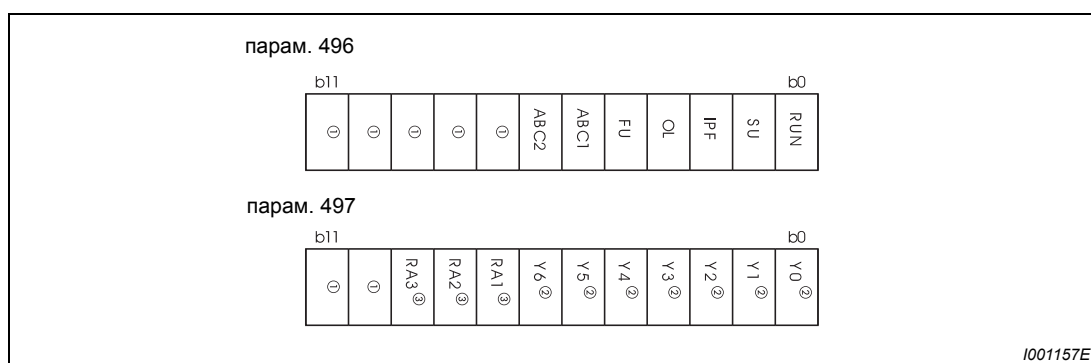 парам. 496
b11 b0
① ① ① ① ① ABC2 ABC1 FU OL IPF SU RUN
парам. 497
b11 b0
① ① RA3③ RA2③ RA1③ Y6② Y5② Y4② Y3② Y2② Y1② Y0②
I001157E